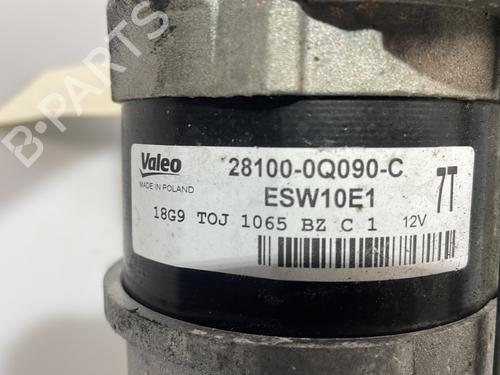 Valeo
MADE IN POLAND
28100-0Q090-C
ESW10E1
7T
18G9 TOJ 1065 BZ C 1
12V
B-PARTS